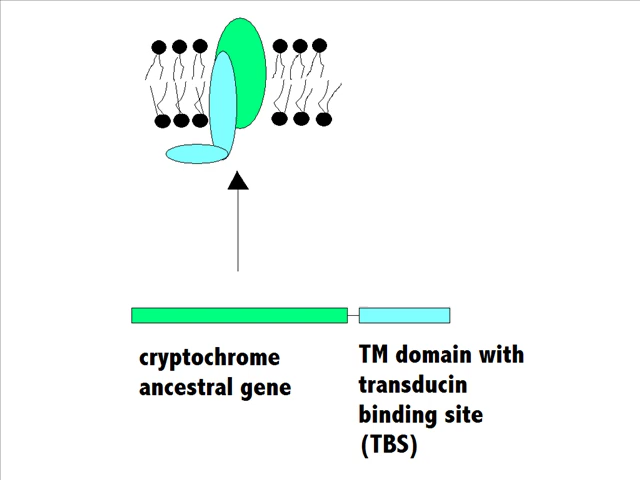 cryptochrome
ancestral gene
TM domain with
transducin
binding site
(TBS)